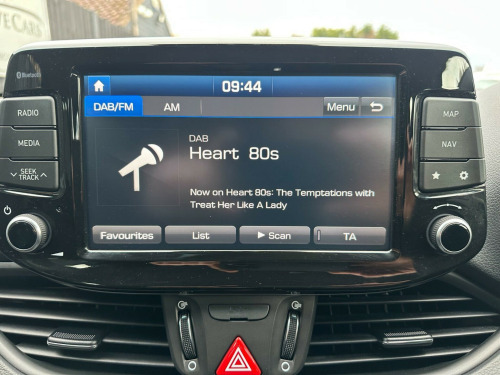 eCars
Bluetooth
09:44
DAB/FM
AM
Menu
RADIO
MEDIA
SEEK
TRACK
DAB
Heart 80s
Now on Heart 80s: The Temptations with
Treat Her Like A Lady
Favourites
List
Scan
TA
MAP
NAV